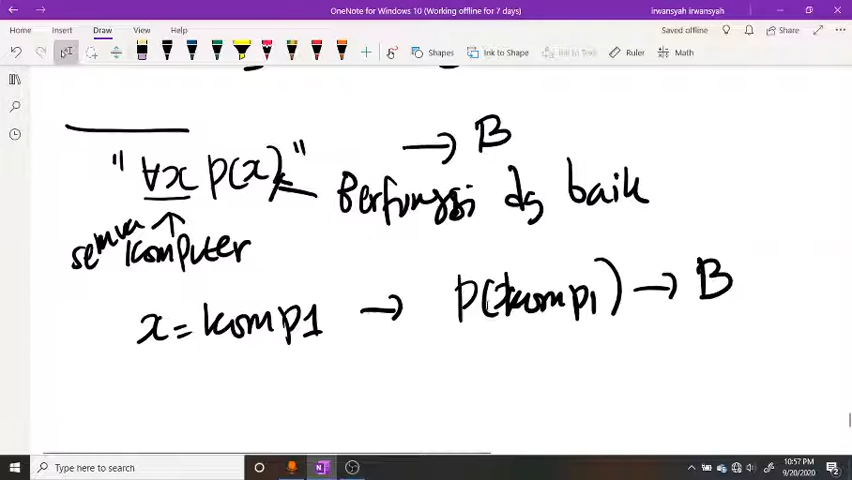 OneNote for Windows 10 (Working offline for 7 days)
irwansyah irwansyah
Home Insert Draw View Help
Saved offline Share
Shapes Ink to Shape Ink to Text Ruler Math
"∀x P(x)" → B
Berfungsi dg baik
semua
komputer
x = komp1 → P(komp1) → B
Type here to search
10:57 PM
9/20/2020
2